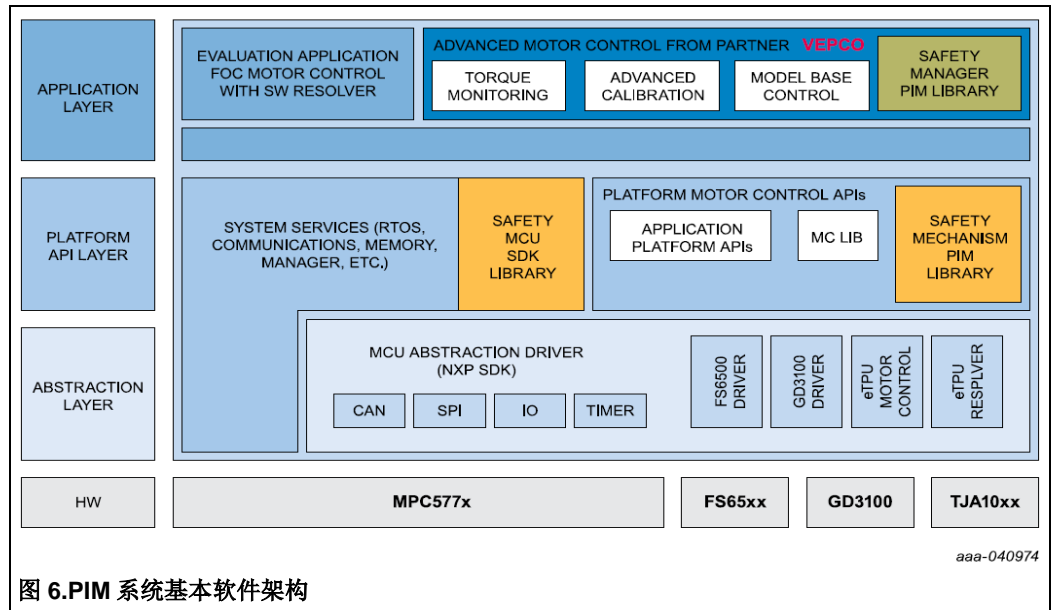 APPLICATION
LAYER
EVALUATION APPLICATION
FOC MOTOR CONTROL
WITH SW RESOLVER
ADVANCED MOTOR CONTROL FROM PARTNER VEPCO
TORQUE
MONITORING
ADVANCED
CALIBRATION
MODEL BASE
CONTROL
SAFETY
MANAGER
PIM LIBRARY
PLATFORM
API LAYER
SYSTEM SERVICES (RTOS,
COMMUNICATIONS, MEMORY,
MANAGER, ETC.)
SAFETY
MCU
SDK
LIBRARY
PLATFORM MOTOR CONTROL APIs
APPLICATION
PLATFORM APIs
MC LIB
SAFETY
MECHANISM
PIM
LIBRARY
ABSTRACTION
LAYER
MCU ABSTRACTION DRIVER
(NXP SDK)
CAN
SPI
IO
TIMER
FS6500
DRIVER
GD3100
DRIVER
eTPU
MOTOR
CONTROL
eTPU
RESPLVER
HW
MPC577x
FS65xx
GD3100
TJA10xx
aaa-040974
图 6.PIM 系统基本软件架构